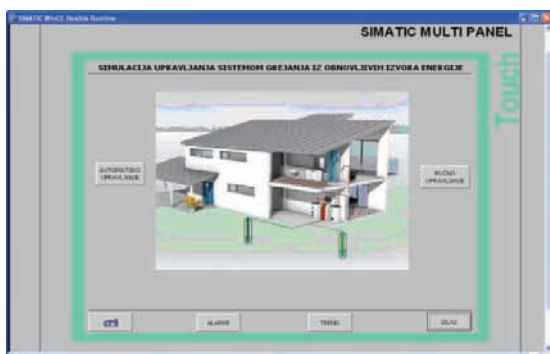 SIMATIC WinCC flexible Runtime
SIMATIC MULTI PANEL
Touch
SIMULACIJA UPRAVLJANJA SISTEMOM GREJANJA IZ OBNOVLJIVIH IZVORA ENERGIJE
AUTOMATSKO
UPRAVLJANJE
RUČNO
UPRAVLJANJE
ALARMI
TREND
IZLAZ